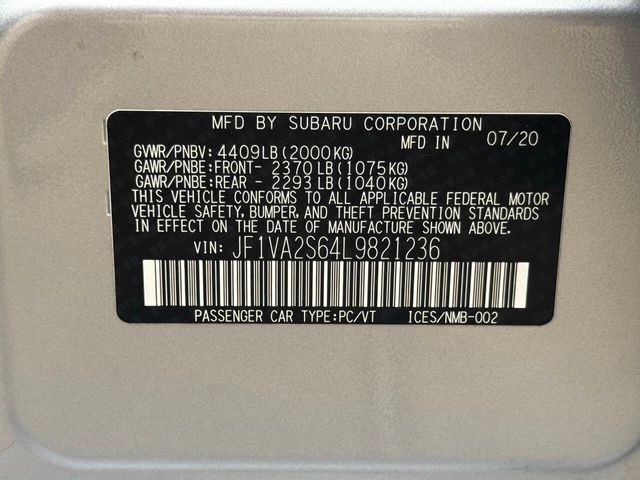 MFD BY SUBARU CORPORATION
MFD IN 07/20
GVWR/PNBV: 4409LB(2000KG)
GAWR/PNBE:FRONT- 2370LB(1075KG)
GAWR/PNBE:REAR - 2293LB(1040KG)
THIS VEHICLE CONFORMS TO ALL APPLICABLE FEDERAL MOTOR
VEHICLE SAFETY, BUMPER, AND THEFT PREVENTION STANDARDS
IN EFFECT ON THE DATE OF MANUFACTURE SHOWN ABOVE.
VIN: JF1VA2S64L9821236
PASSENGER CAR TYPE:PC/VT ICES/NMB-002